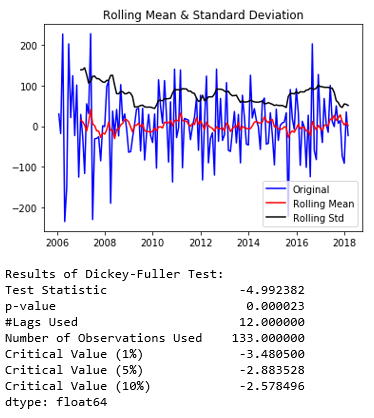 Rolling Mean & Standard Deviation
200
100
0
−100
−200
2006 2008 2010 2012 2014 2016 2018
Original
Rolling Mean
Rolling Std
Results of Dickey-Fuller Test:
Test Statistic -4.992382
p-value 0.000023
#Lags Used 12.000000
Number of Observations Used 133.000000
Critical Value (1%) -3.480500
Critical Value (5%) -2.883528
Critical Value (10%) -2.578496
dtype: float64